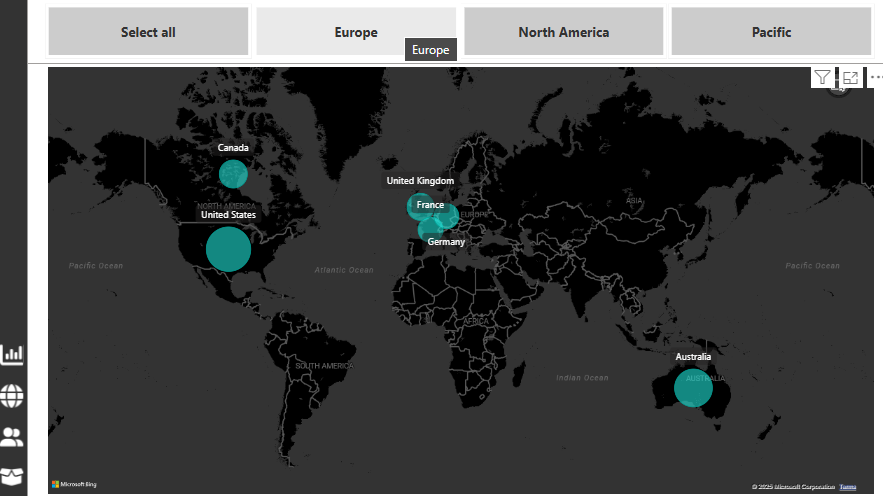 Select all
Europe
North America
Pacific
Europe
Canada
NORTH AMERICA
United States
United Kingdom
France
EUROPE
Germany
ASIA
Pacific Ocean
Atlantic Ocean
Pacific Ocean
AFRICA
SOUTH AMERICA
Indian Ocean
Australia
AUSTRALIA
Microsoft Bing
© 2025 Microsoft Corporation Terms